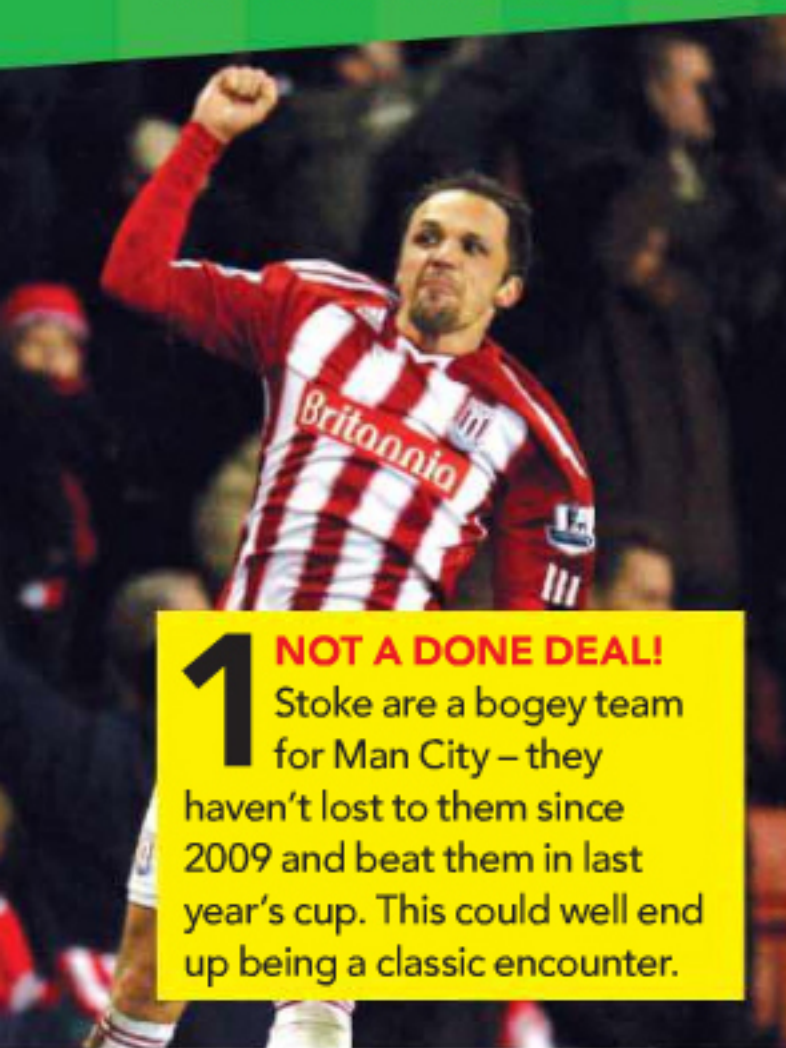 Britannia
1
NOT A DONE DEAL!
Stoke are a bogey team
for Man City – they
haven't lost to them since
2009 and beat them in last
year's cup. This could well end
up being a classic encounter.